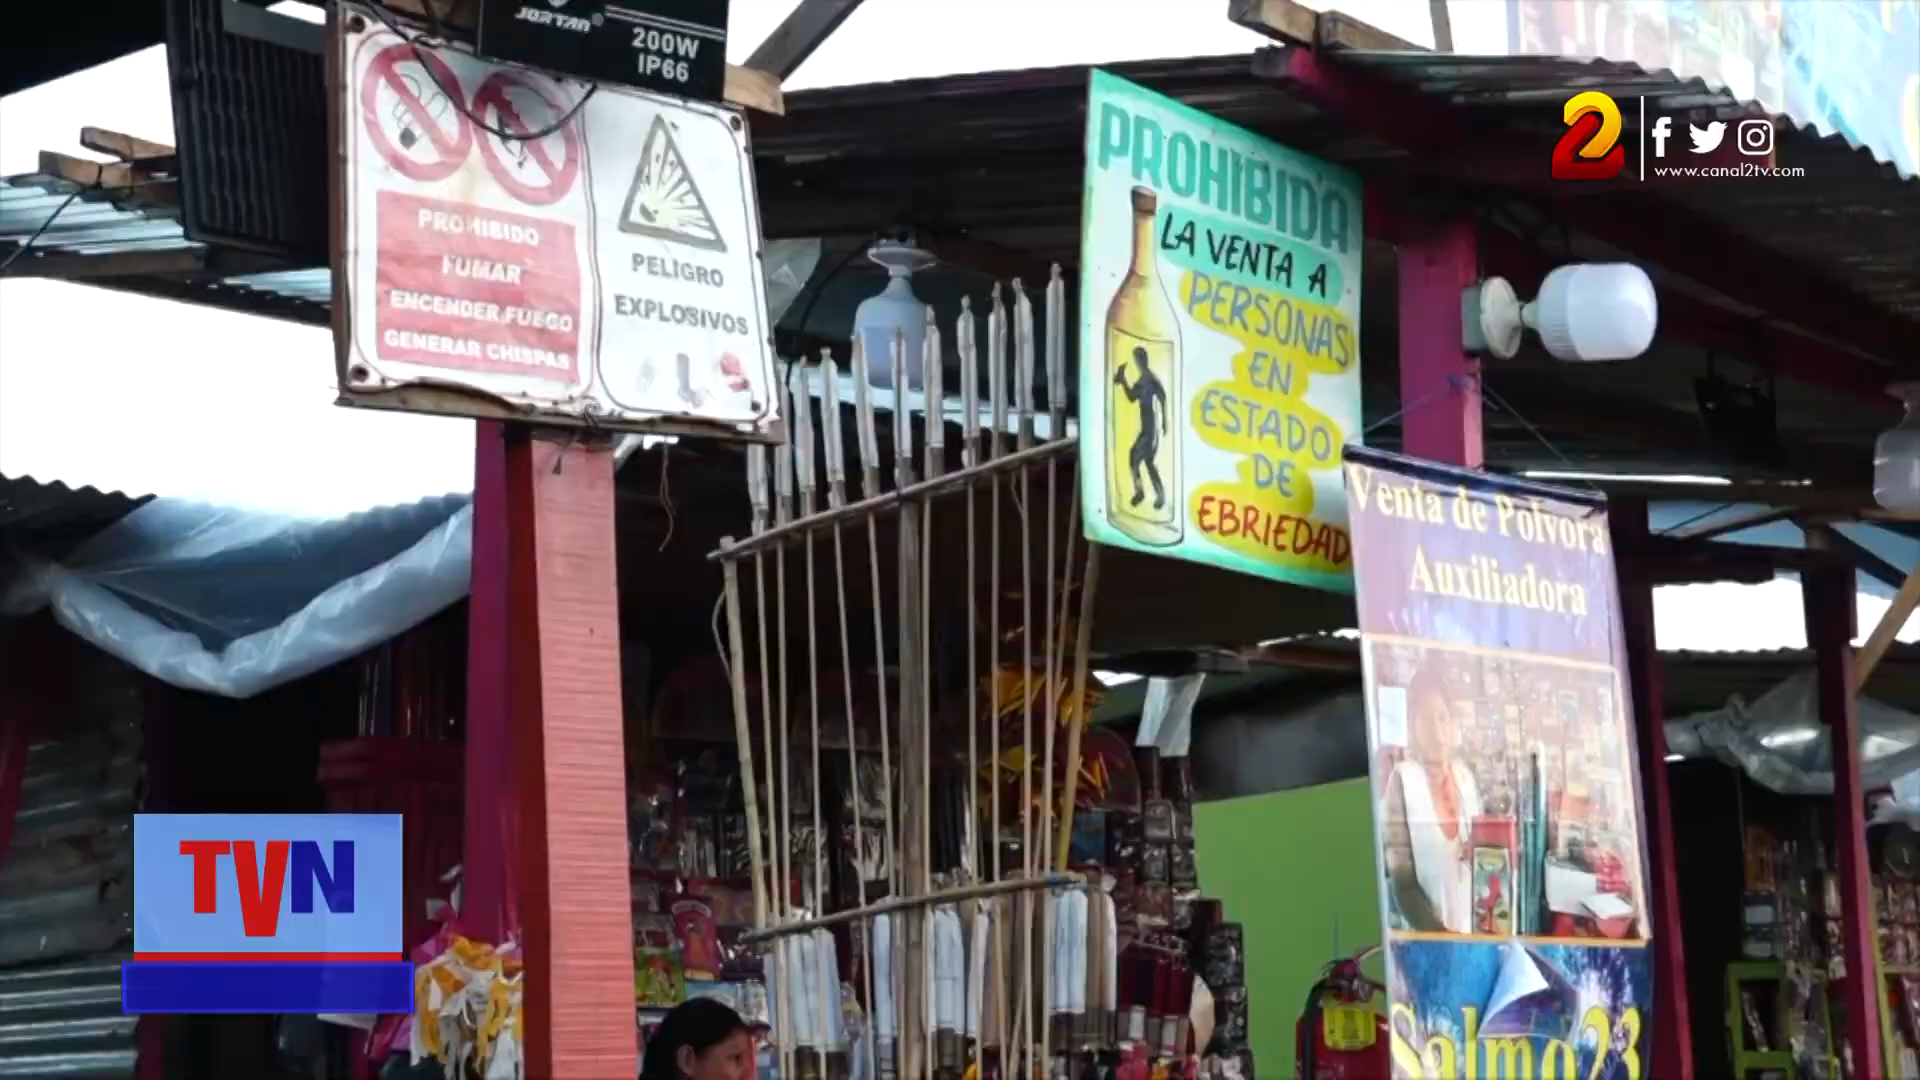 JORTAN®
200W
IP66
PROHIBIDO
FUMAR
ENCENDER FUEGO
GENERAR CHISPAS
PELIGRO
EXPLOSIVOS
PROHIBIDA
LA VENTA A
PERSONAS
EN
ESTADO
DE
EBRIEDAD
2
www.canal2tv.com
Venta de Polvora
Auxiliadora
Salmo 23
TVN